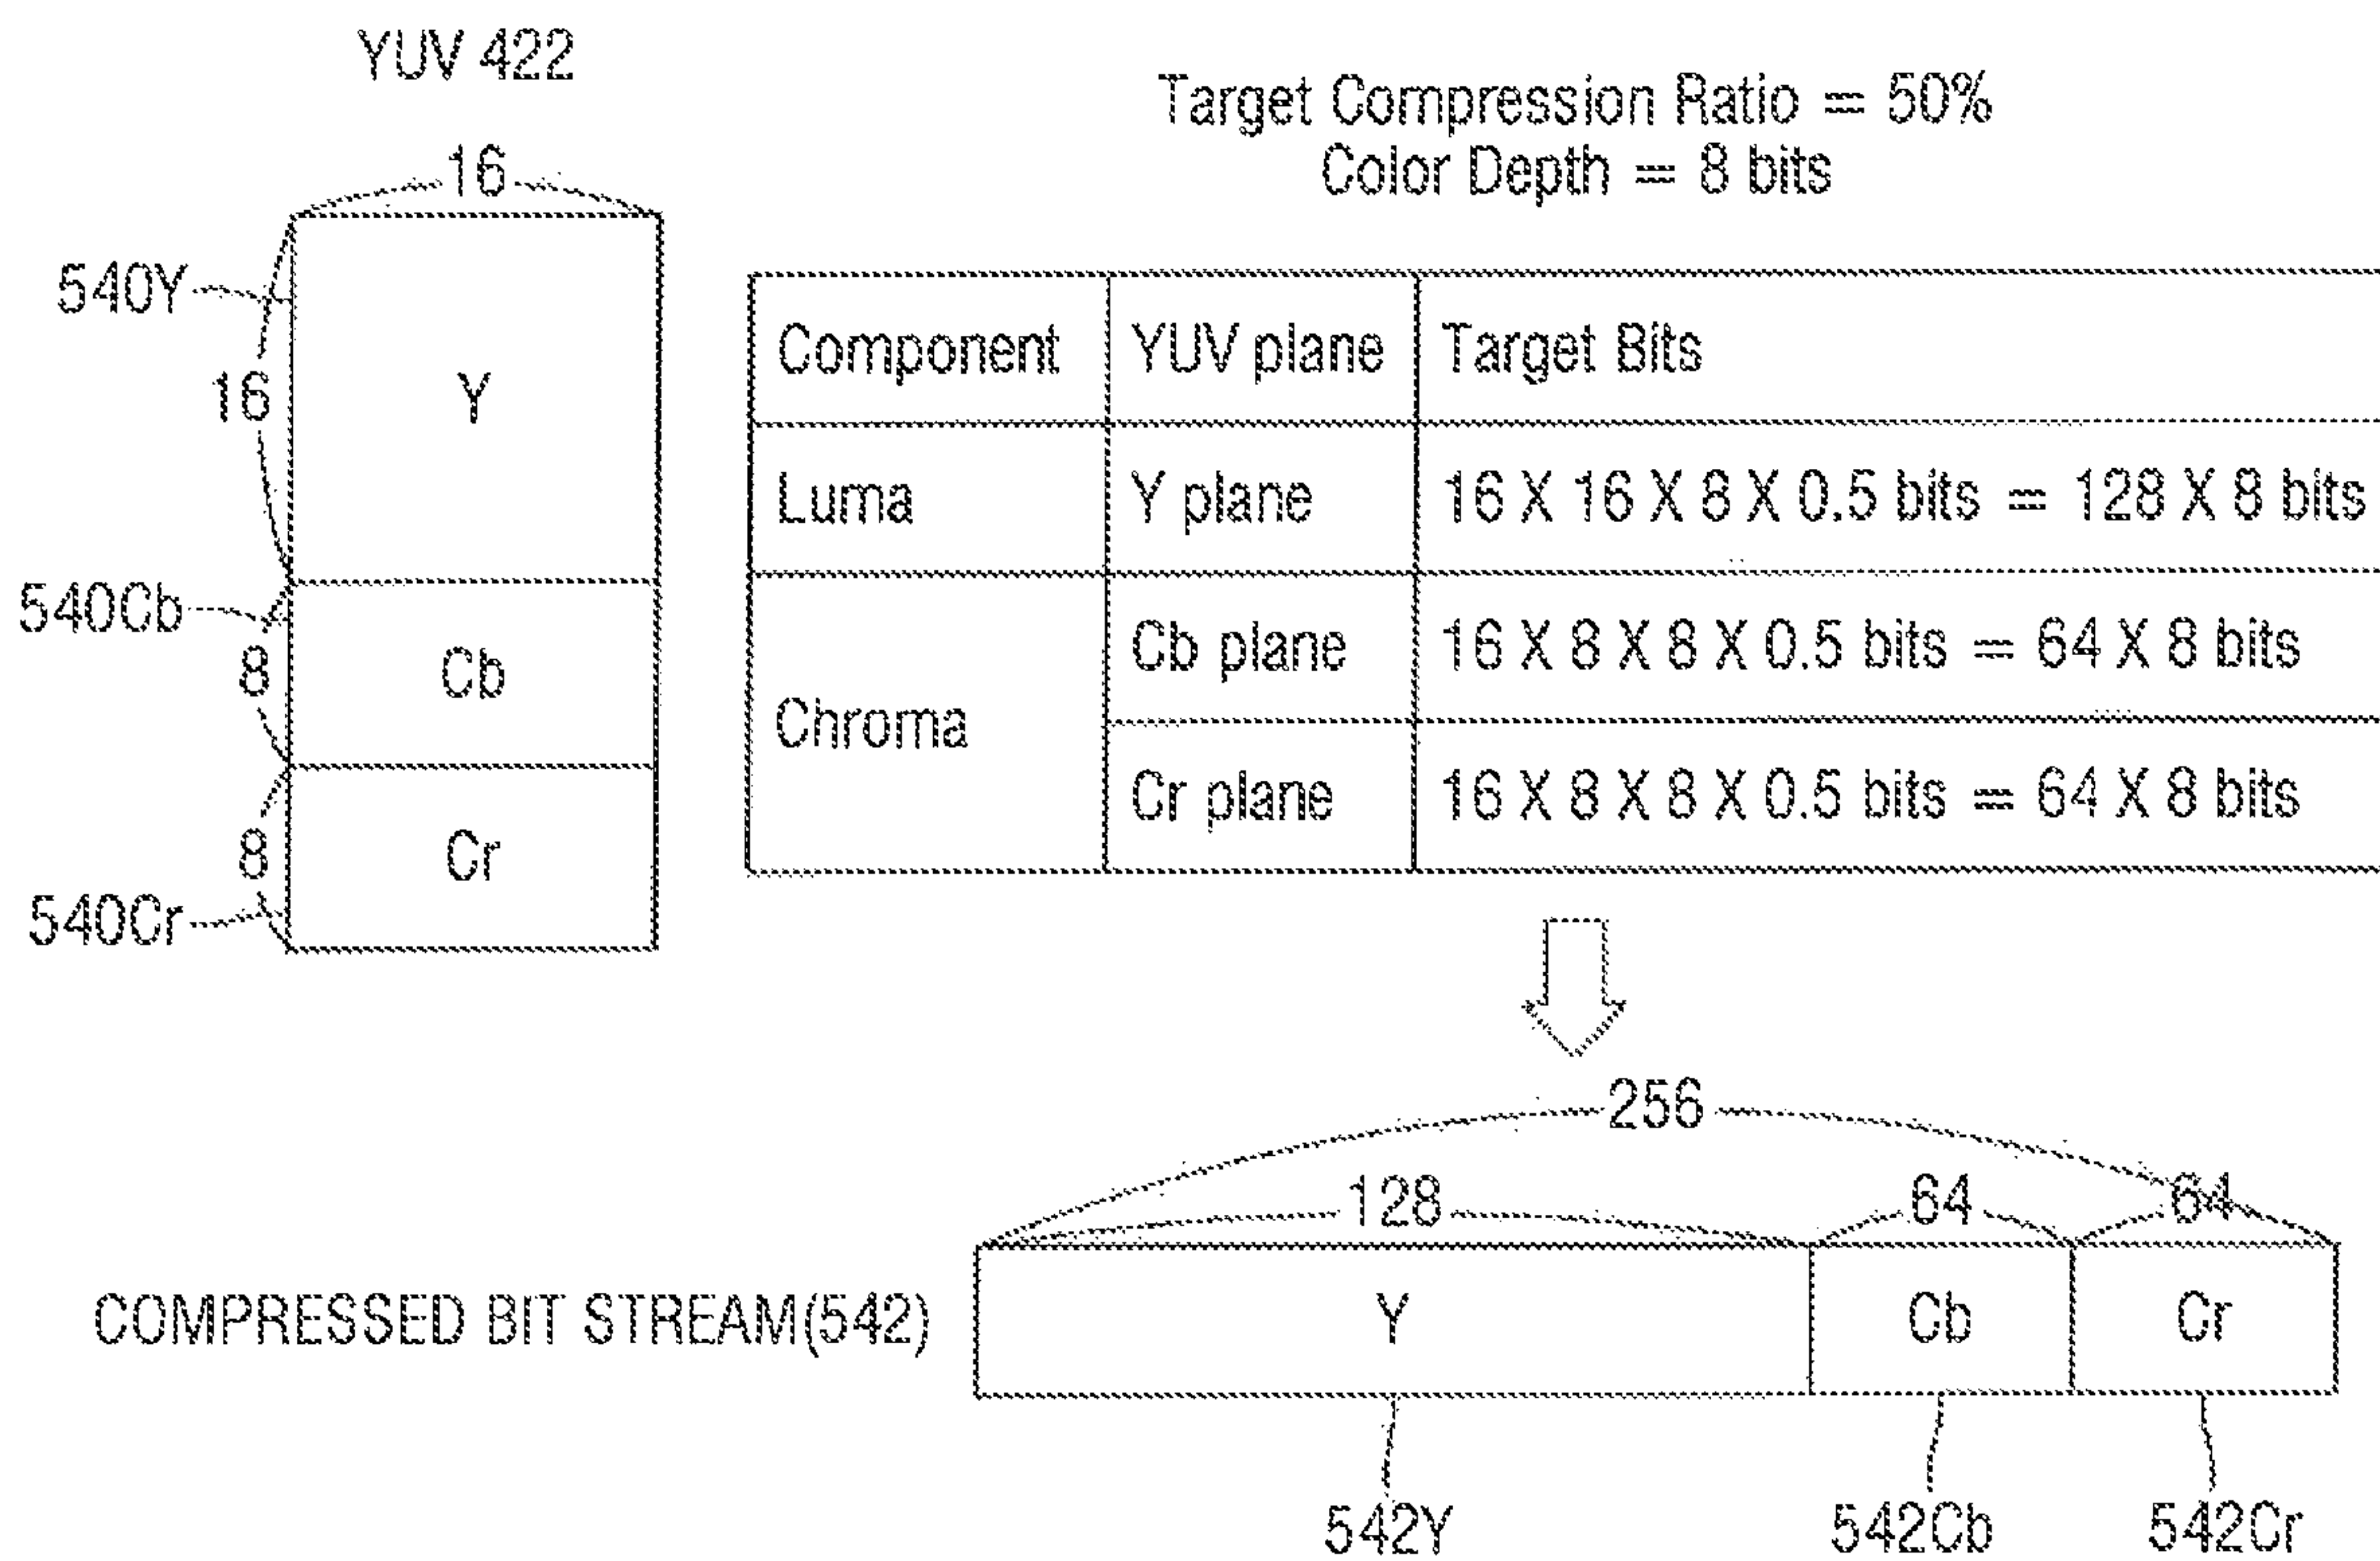 YUV 422
Target Compression Ratio = 50%
Color Depth = 8 bits
16
540Y
16
Y
540Cb
8
Cb
8
Cr
540Cr
Component YUV plane Target Bits
Luma Y plane 16 X 16 X 8 X 0.5 bits = 128 X 8 bits
Chroma
Cb plane 16 X 8 X 8 X 0.5 bits = 64 X 8 bits
Cr plane 16 X 8 X 8 X 0.5 bits = 64 X 8 bits
256
128 64 64
COMPRESSED BIT STREAM(542)
Y Cb Cr
542Y 542Cb 542Cr